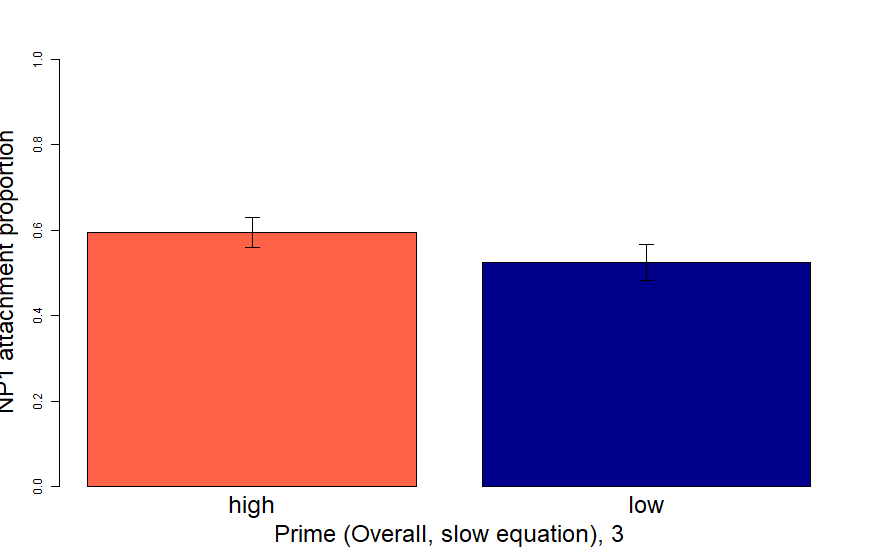 1.0
0.8
0.6
0.4
0.2
0.0
NP1 attachment proportion
high
low
Prime (Overall, slow equation), 3